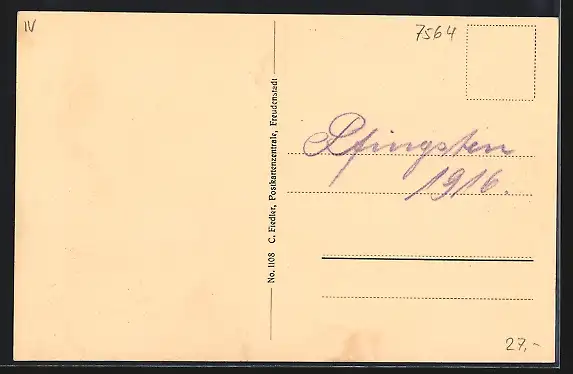 IV
7564
No. 1108 C. Fiedler, Postkartenzentrale, Freudenstadt
Pfingsten
1916.
27,-